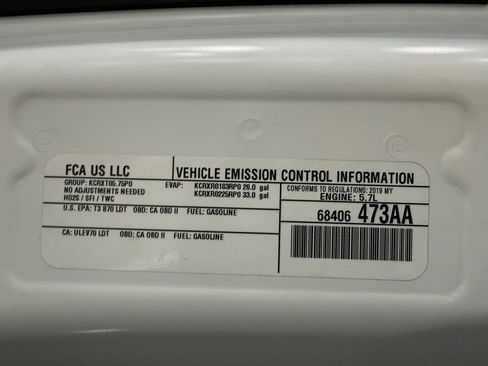 FCA US LLC
VEHICLE EMISSION CONTROL INFORMATION
GROUP: KCRXT05.75P0
NO ADJUSTMENTS NEEDED
HO2S / SFI / TWC
EVAP: KCRXR0183RP0 26.0 gal
KCRXR0225RP0 33.0 gal
CONFORMS TO REGULATIONS: 2019 MY
ENGINE: 5.7L
68406 473AA
U.S. EPA: T3 B70 LDT OBD: CA OBD II FUEL: GASOLINE
CA: ULEV70 LDT OBD: CA OBD II FUEL: GASOLINE